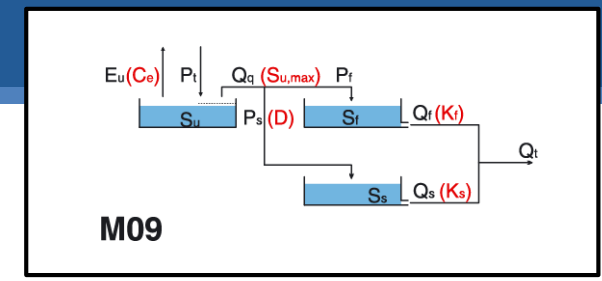 Eu(Ce) Pt Qq (Su,max) Pf
Su Ps (D) Sf Qf (Kf)
Qt
Ss Qs (Ks)
M09